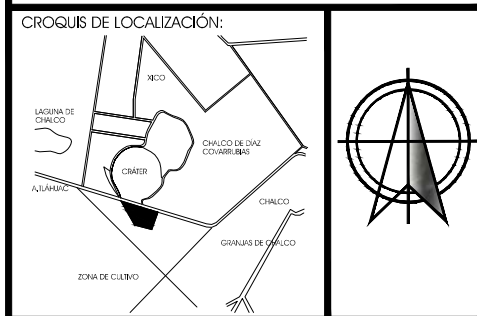 CROQUIS DE LOCALIZACIÓN:
XICO
LAGUNA DE
CHALCO
CHALCO DE DÍAZ
COVARRUBIAS
CRÁTER
A TLÁHUAC
CHALCO
GRANJAS DE CHALCO
ZONA DE CULTIVO